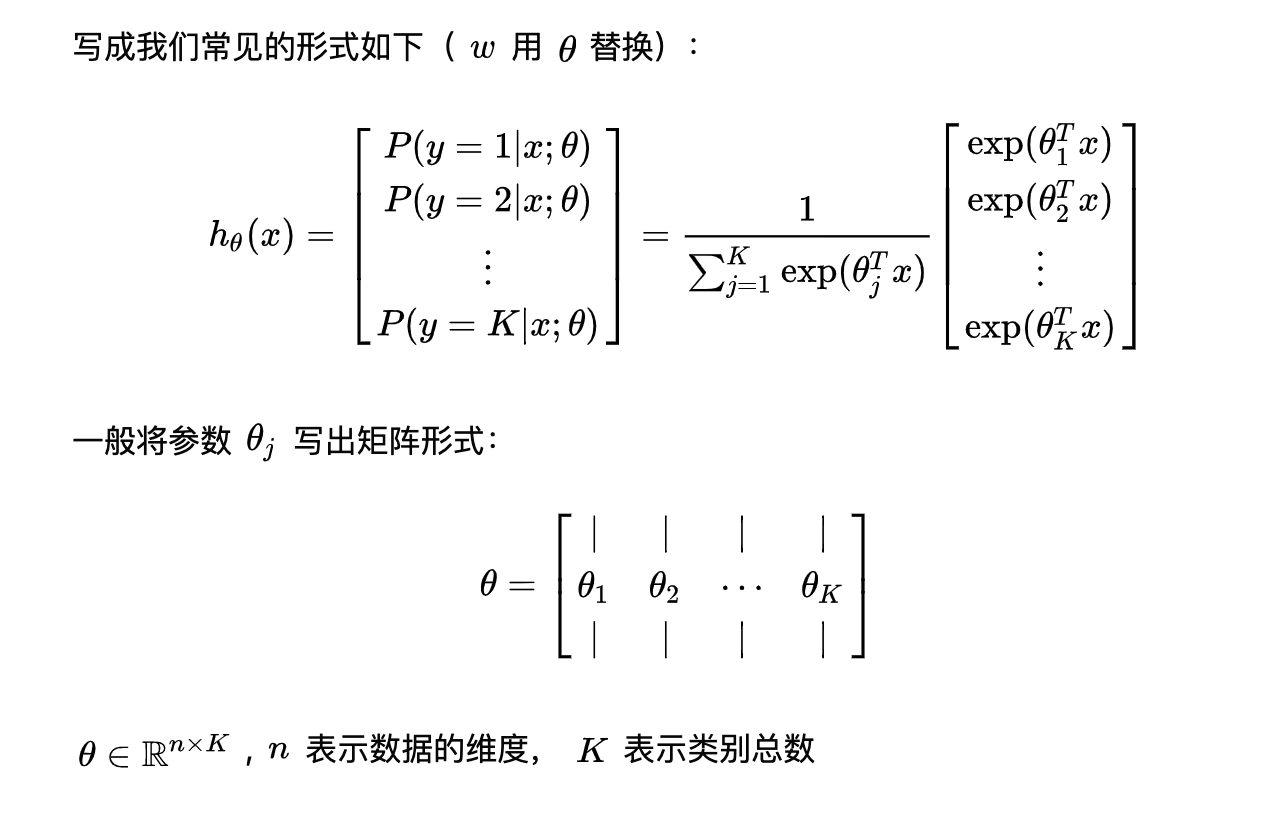 写成我们常见的形式如下（ w 用 θ 替换）:
$h_\theta(x) = \begin{bmatrix} P(y=1|x;\theta) \\ P(y=2|x;\theta) \\ \vdots \\ P(y=K|x;\theta) \end{bmatrix} = \frac{1}{\sum_{j=1}^{K} \exp(\theta_j^T x)} \begin{bmatrix} \exp(\theta_1^T x) \\ \exp(\theta_2^T x) \\ \vdots \\ \exp(\theta_K^T x) \end{bmatrix}$
一般将参数 $\theta_j$ 写出矩阵形式：
$\theta = \begin{bmatrix} | & | & | & | \\ \theta_1 & \theta_2 & \cdots & \theta_K \\ | & | & | & | \end{bmatrix}$
$\theta \in \mathbb{R}^{n \times K}$ , n 表示数据的维度， K 表示类别总数